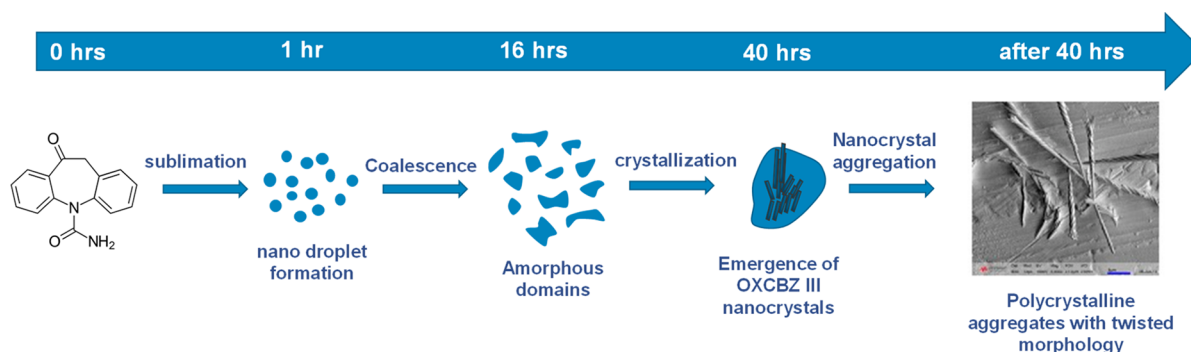 0 hrs
1 hr
16 hrs
40 hrs
after 40 hrs
O
N
O
NH₂
sublimation
nano droplet
formation
Coalescence
Amorphous
domains
crystallization
Emergence of
OXCBZ III
nanocrystals
Nanocrystal
aggregation
Polycrystalline
aggregates with twisted
morphology